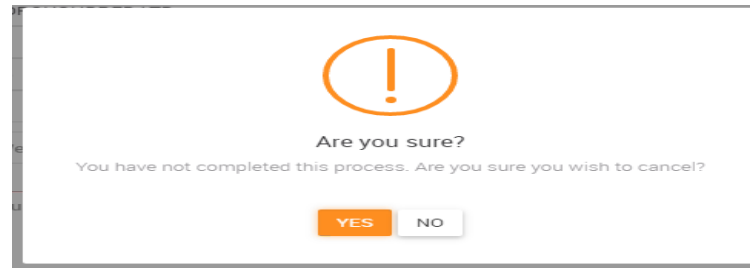 Are you sure?
You have not completed this process. Are you sure you wish to cancel?
YES
NO